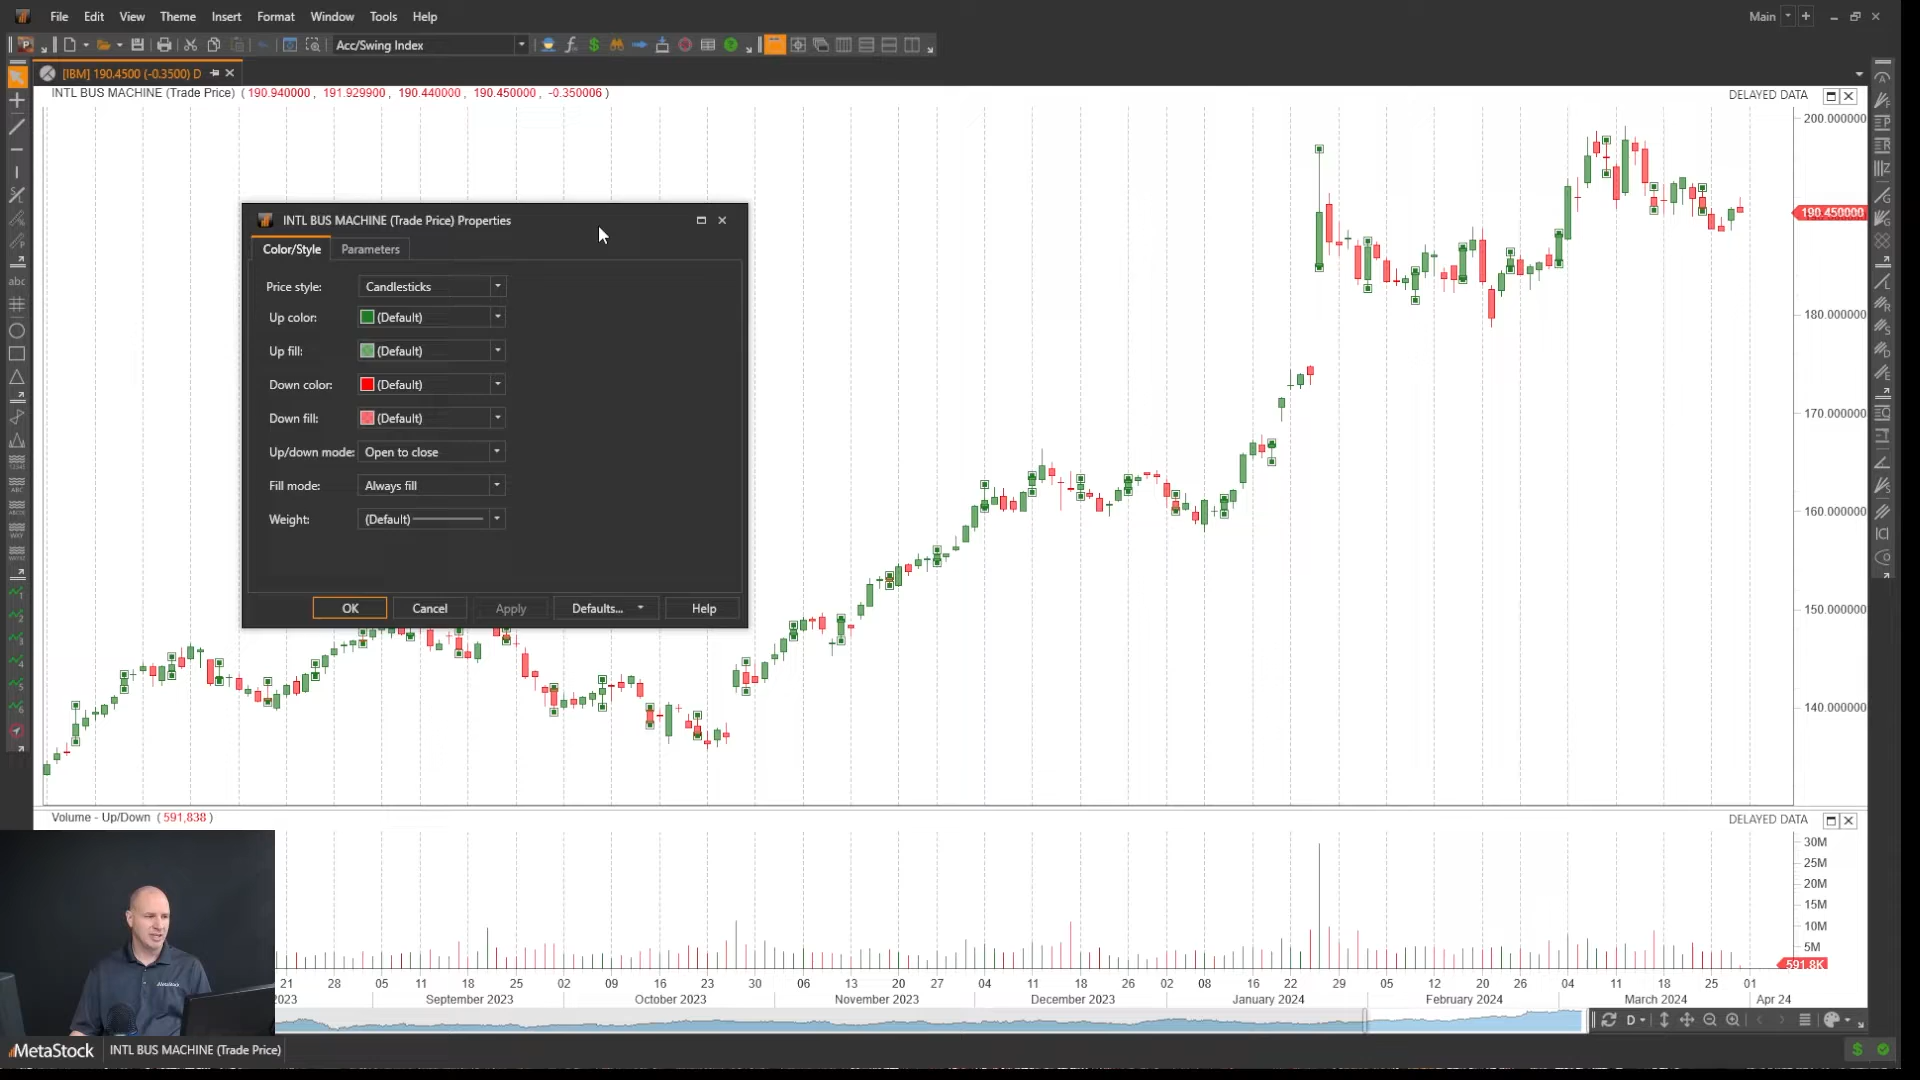 File Edit View Theme Insert Format Window Tools Help Main
Acc/Swing Index
[IBM] 190.4500 (-0.3500) D
INTL BUS MACHINE (Trade Price) ( 190.940000 , 191.929900 , 190.440000 , 190.450000 , -0.350006 ) DELAYED DATA
200.000000
190.450000
180.000000
170.000000
160.000000
150.000000
140.000000
abc
INTL BUS MACHINE (Trade Price) Properties
Color/Style Parameters
Price style: Candlesticks
Up color: (Default)
Up fill: (Default)
Down color: (Default)
Down fill: (Default)
Up/down mode: Open to close
Fill mode: Always fill
Weight: (Default)
OK Cancel Apply Defaults... Help
Volume - Up/Down ( 591,838 ) DELAYED DATA
30M
25M
20M
15M
10M
5M
591.8K
21 28 05 11 18 25 02 09 16 23 30 06 13 20 27 04 11 18 26 02 08 16 22 29 05 12 20 26 04 11 18 25 01
2023 September 2023 October 2023 November 2023 December 2023 January 2024 February 2024 March 2024 Apr 24
D
MetaStock
MetaStock INTL BUS MACHINE (Trade Price)